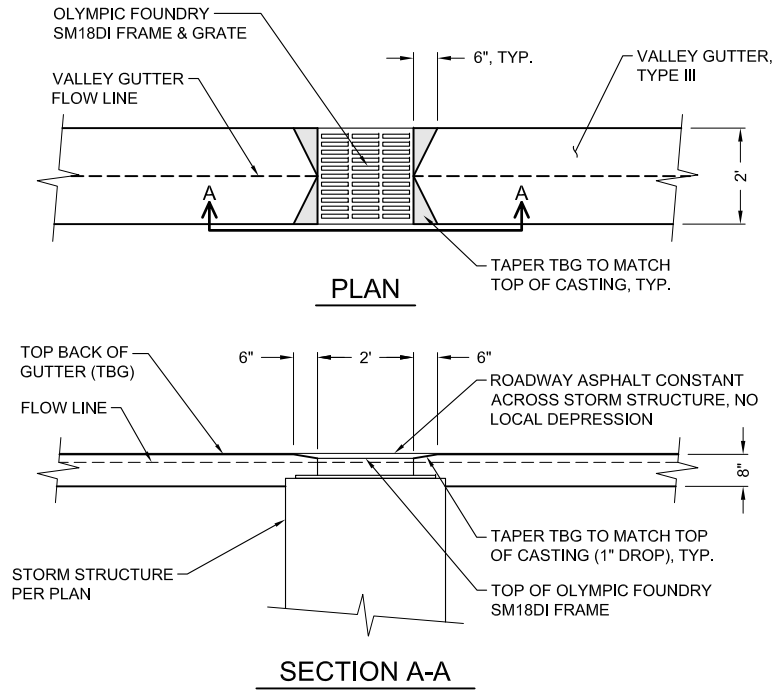 OLYMPIC FOUNDRY
SM18DI FRAME & GRATE
VALLEY GUTTER
FLOW LINE
6", TYP.
VALLEY GUTTER,
TYPE III
2'
A
A
TAPER TBG TO MATCH
TOP OF CASTING, TYP.
PLAN
TOP BACK OF
GUTTER (TBG)
FLOW LINE
6"
2'
6"
ROADWAY ASPHALT CONSTANT
ACROSS STORM STRUCTURE, NO
LOCAL DEPRESSION
8"
TAPER TBG TO MATCH TOP
OF CASTING (1" DROP), TYP.
STORM STRUCTURE
PER PLAN
TOP OF OLYMPIC FOUNDRY
SM18DI FRAME
SECTION A-A